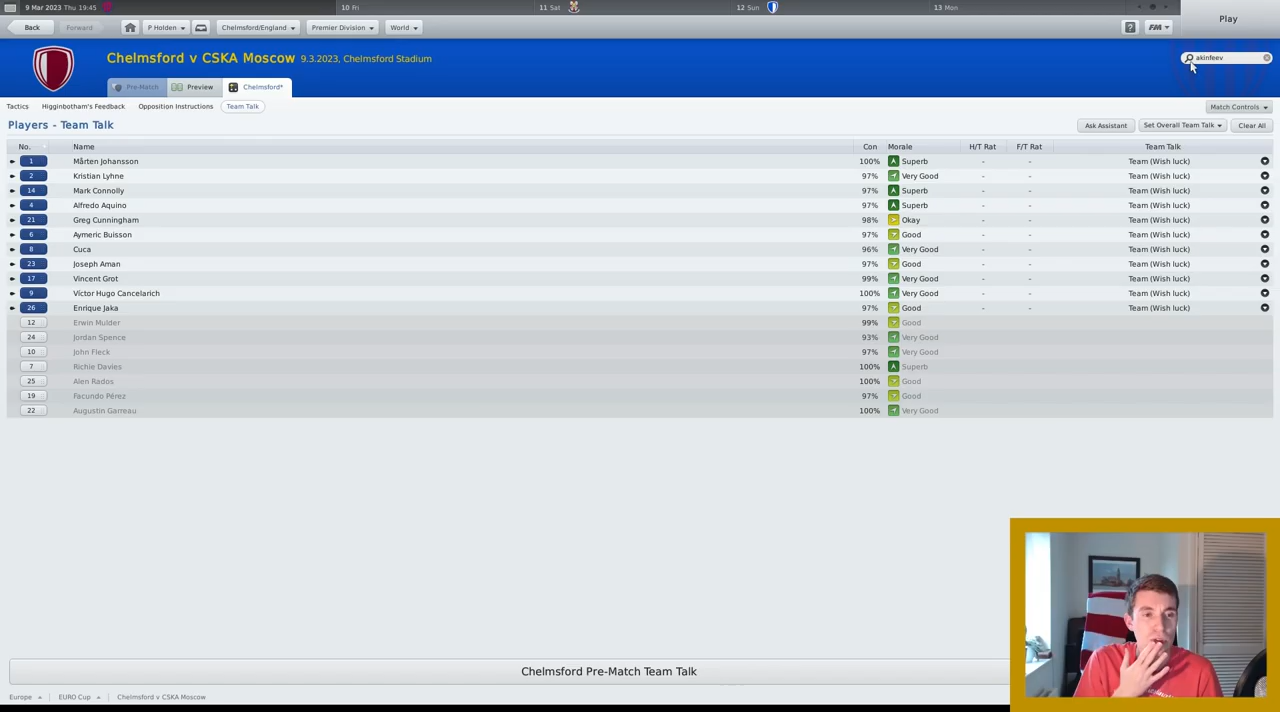 9 Mar 2023 Thu 19:45 10 Fri 11 Sat 12 Sun 13 Mon
Back Forward P Holden Chelmsford/England Premier Division World ? FM Play
Chelmsford v CSKA Moscow 9.3.2023, Chelmsford Stadium akinfeev
Pre-Match Preview Chelmsford*
Tactics Higginbotham's Feedback Opposition Instructions Team Talk Match Controls
Players - Team Talk Ask Assistant Set Overall Team Talk Clear All
No. Name Con Morale H/T Rat F/T Rat Team Talk
1 Mårten Johansson 100% Superb - - Team (Wish luck)
2 Kristian Lyhne 97% Very Good - - Team (Wish luck)
14 Mark Connolly 97% Superb - - Team (Wish luck)
4 Alfredo Aquino 97% Superb - - Team (Wish luck)
21 Greg Cunningham 98% Okay - - Team (Wish luck)
6 Aymeric Buisson 97% Good - - Team (Wish luck)
8 Cuca 96% Very Good - - Team (Wish luck)
23 Joseph Aman 97% Good - - Team (Wish luck)
17 Vincent Grot 99% Very Good - - Team (Wish luck)
9 Víctor Hugo Cancelarich 100% Very Good - - Team (Wish luck)
26 Enrique Jaka 97% Good - - Team (Wish luck)
12 Erwin Mulder 99% Good
24 Jordan Spence 93% Very Good
10 John Fleck 97% Very Good
7 Richie Davies 100% Superb
25 Alen Rados 100% Good
19 Facundo Pérez 97% Good
22 Augustin Garreau 100% Very Good
Chelmsford Pre-Match Team Talk
Europe EURO Cup Chelmsford v CSKA Moscow